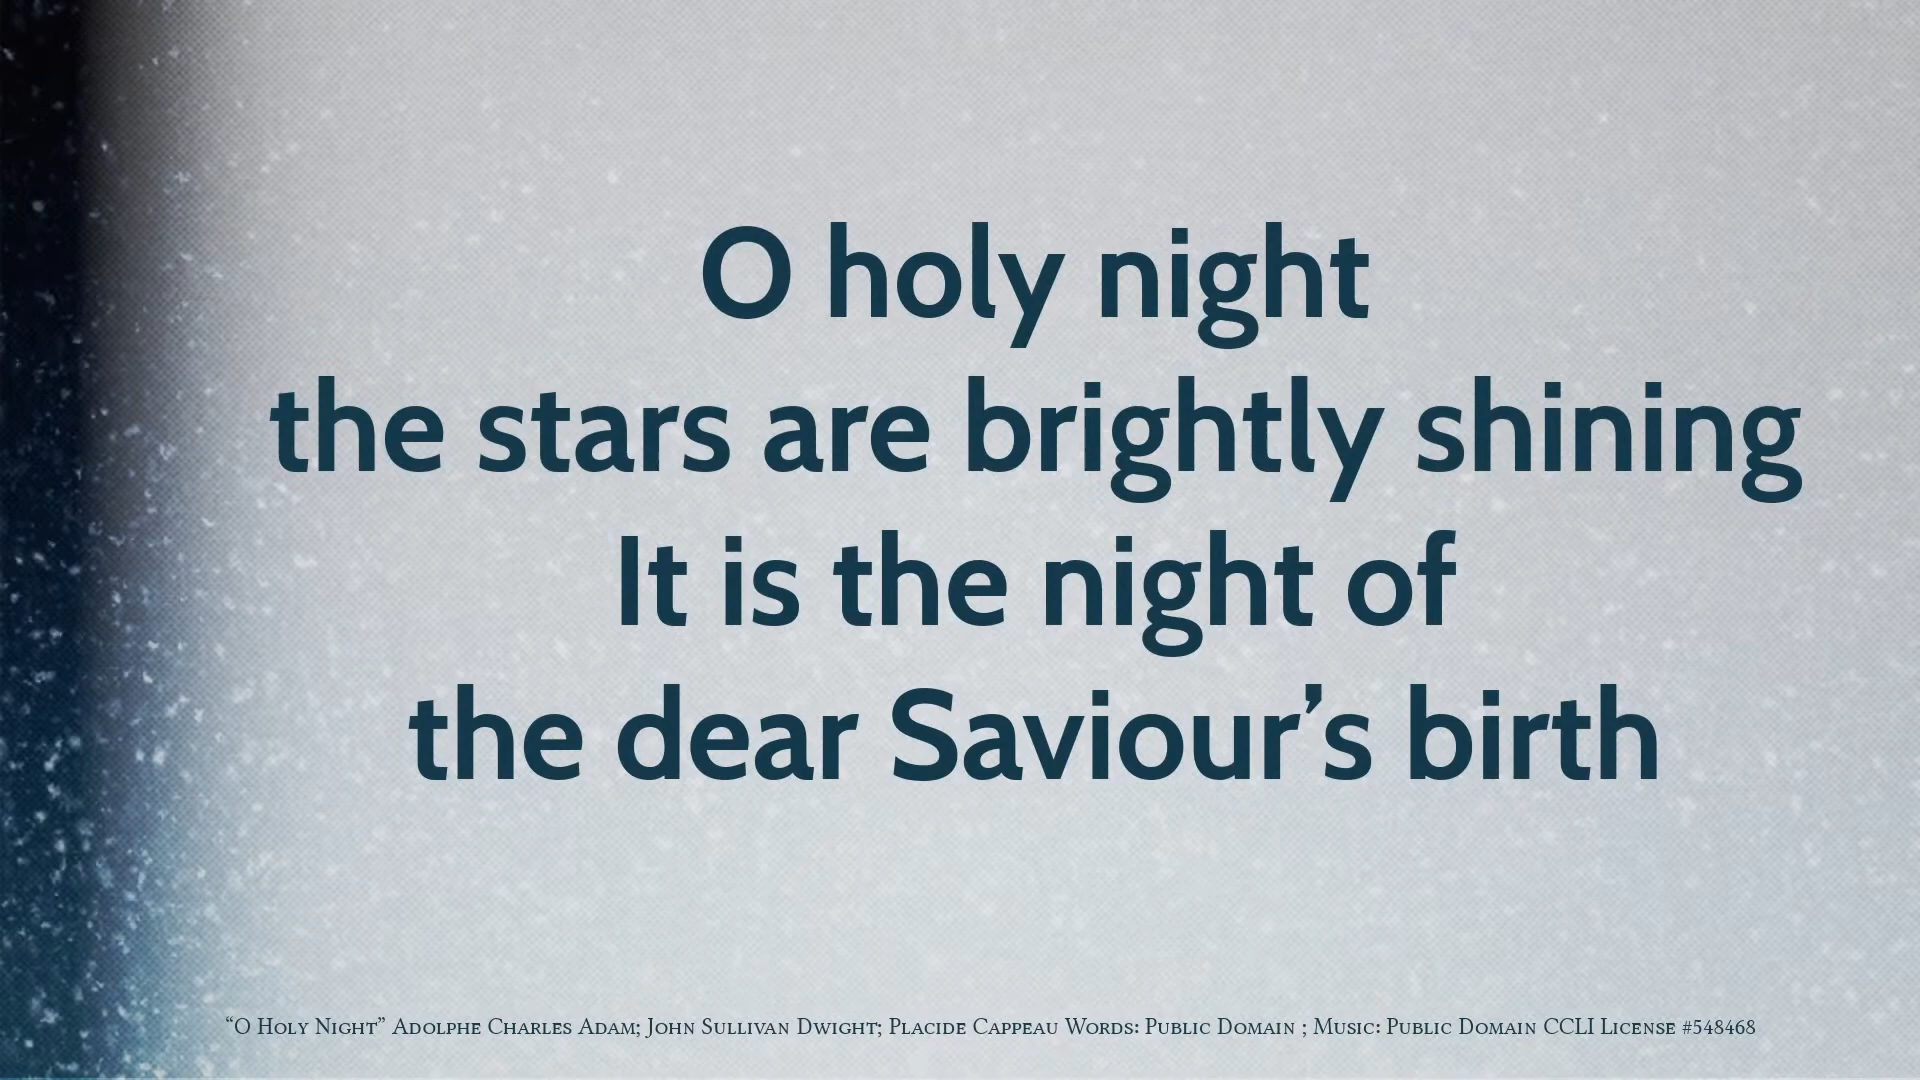 O holy night
the stars are brightly shining
It is the night of
the dear Saviour’s birth
“O Holy Night” Adolphe Charles Adam; John Sullivan Dwight; Placide Cappeau Words: Public Domain ; Music: Public Domain CCLI License #548468